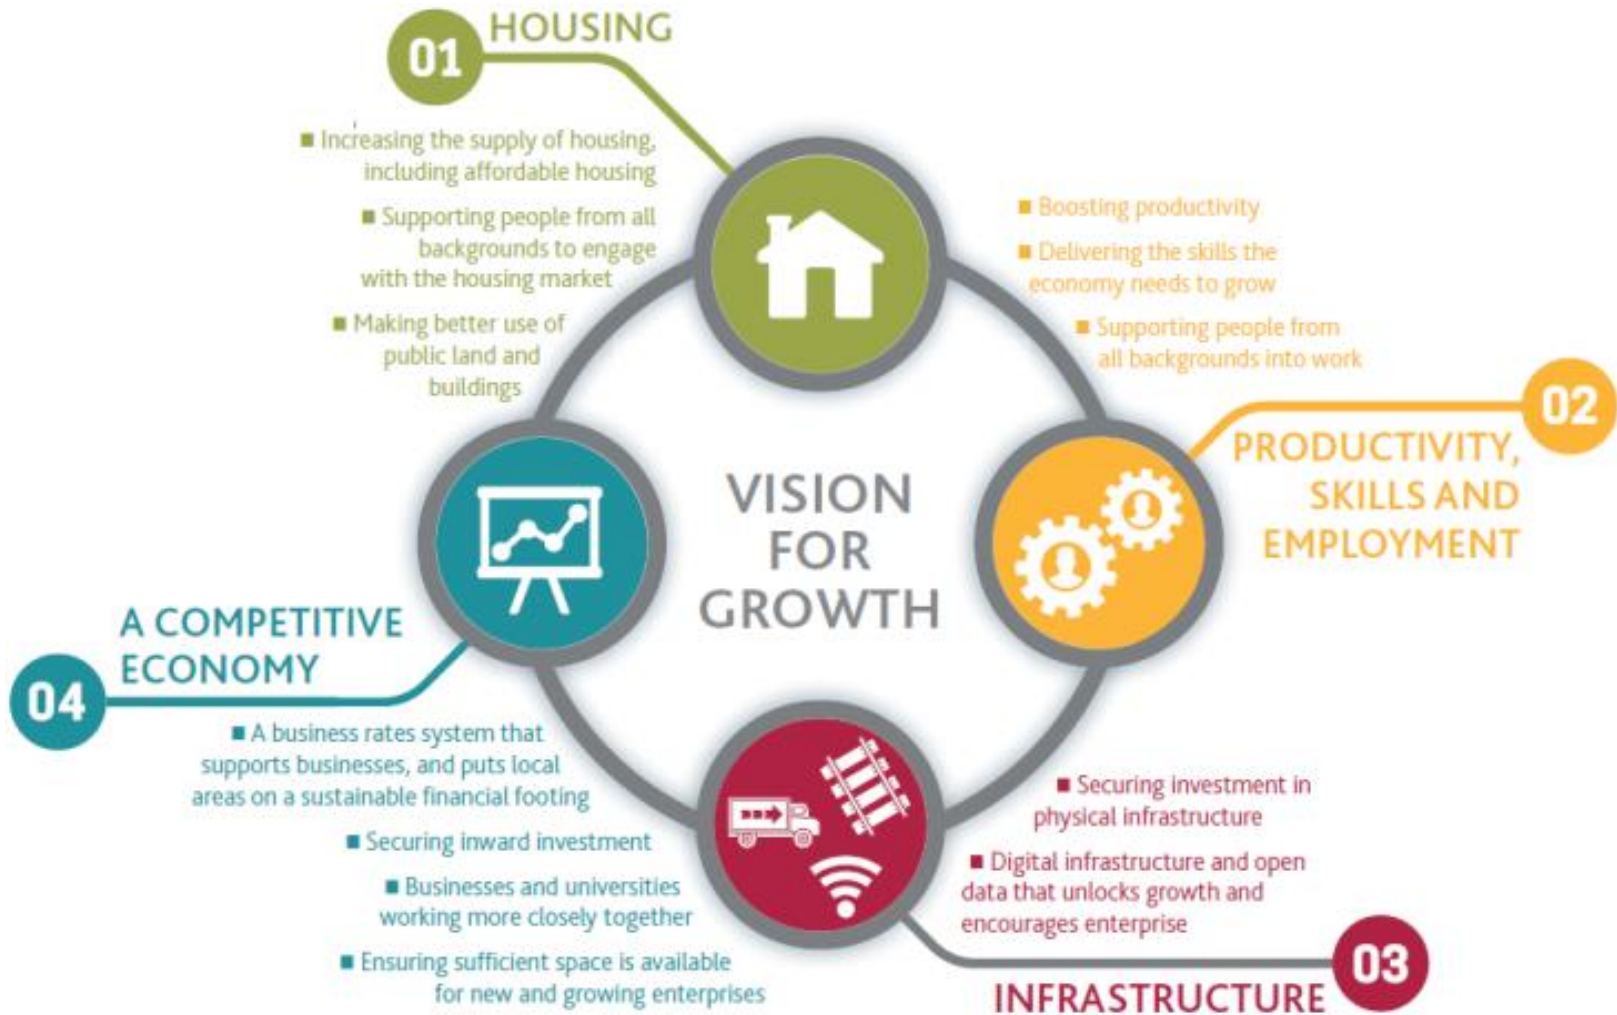 01
HOUSING
■ Increasing the supply of housing,
including affordable housing
■ Supporting people from all
backgrounds to engage
with the housing market
■ Making better use of
public land and
buildings
■ Boosting productivity
■ Delivering the skills the
economy needs to grow
■ Supporting people from
all backgrounds into work
02
PRODUCTIVITY,
SKILLS AND
EMPLOYMENT
VISION
FOR
GROWTH
A COMPETITIVE
ECONOMY
04
■ A business rates system that
supports businesses, and puts local
areas on a sustainable financial footing
■ Securing inward investment
■ Businesses and universities
working more closely together
■ Ensuring sufficient space is available
for new and growing enterprises
■ Securing investment in
physical infrastructure
■ Digital infrastructure and open
data that unlocks growth and
encourages enterprise
03
INFRASTRUCTURE